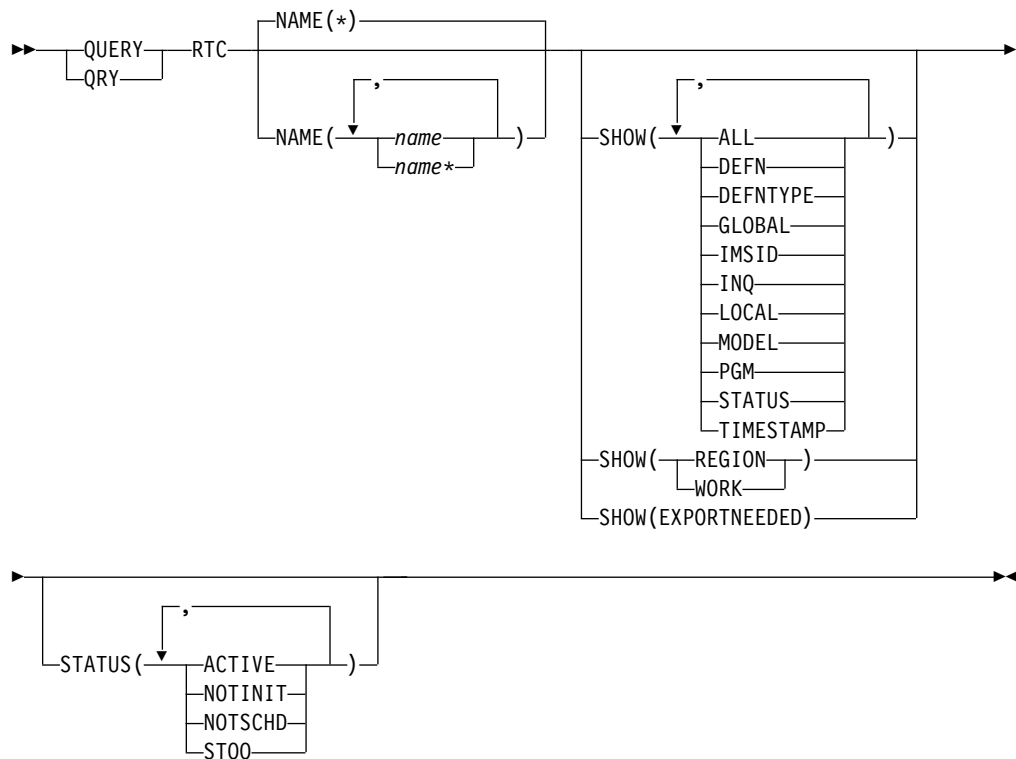 NAME(*)
QUERY RTC
QRY
, , ,
NAME( name ) SHOW( ALL )
name* DEFN
DEFNTYPE
GLOBAL
IMSID
INQ
LOCAL
MODEL
PGM
STATUS
TIMESTAMP
SHOW( REGION )
WORK
SHOW(EXPORTNEEDED)
,
STATUS( ACTIVE )
NOTINIT
NOTSCHD
STOO